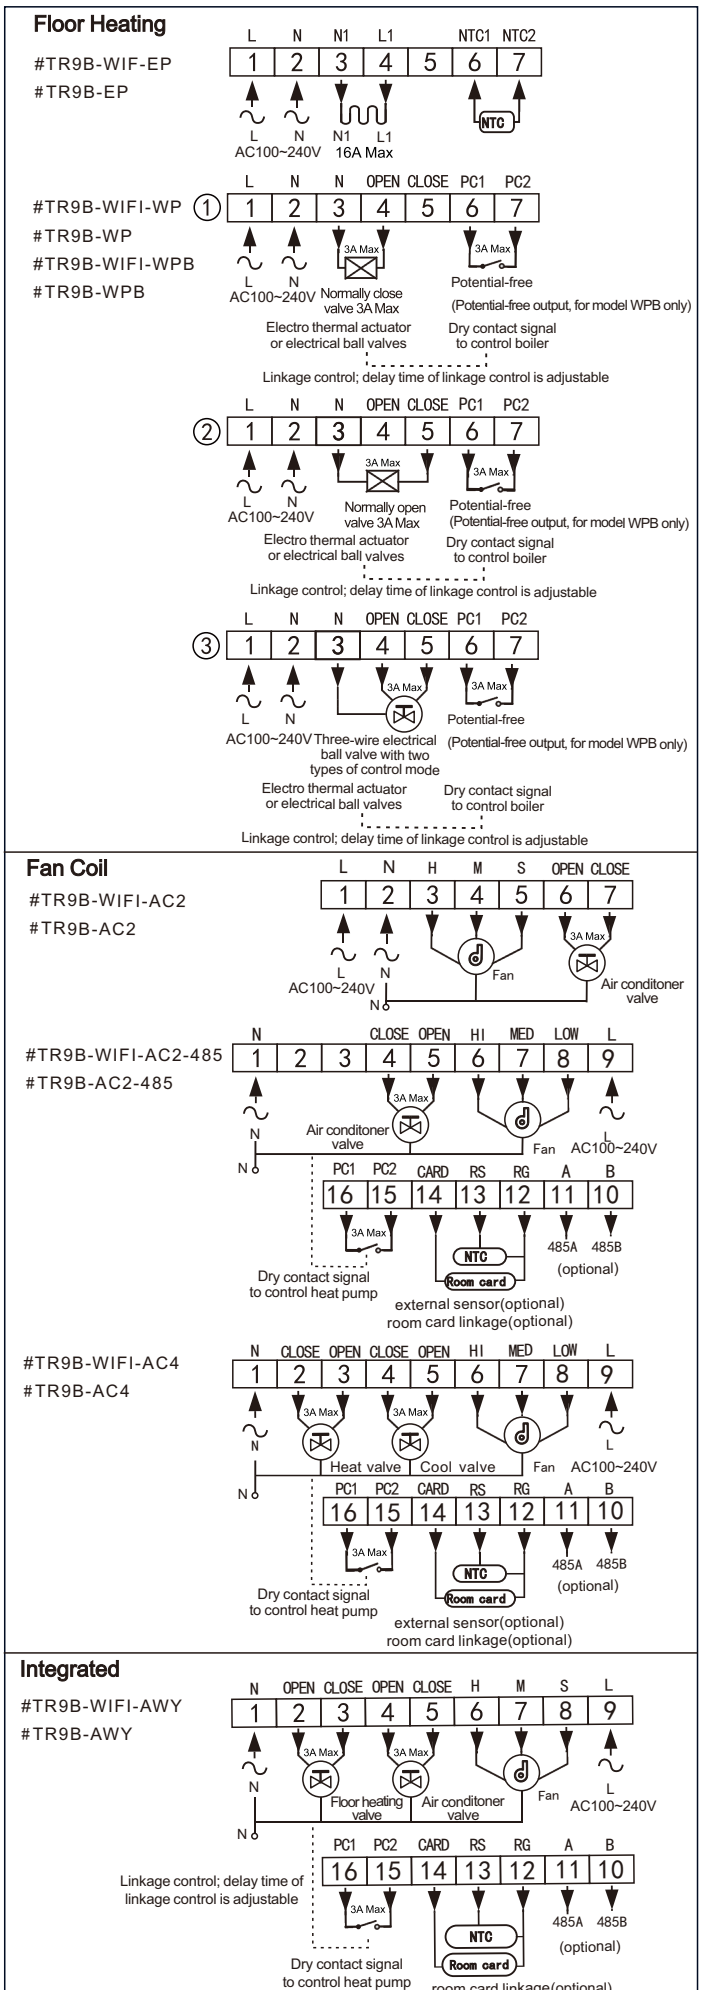 Floor Heating
#TR9B-WIF-EP
#TR9B-EP
L N N1 L1 NTC1 NTC2
1 2 3 4 5 6 7
NTC
L N N1 L1
AC100~240V 16A Max
#TR9B-WIFI-WP
#TR9B-WP
#TR9B-WIFI-WPB
#TR9B-WPB
①
L N N OPEN CLOSE PC1 PC2
1 2 3 4 5 6 7
3A Max 3A Max
L N
AC100~240V
Normally close
valve 3A Max
Potential-free
(Potential-free output, for model WPB only)
Electro thermal actuator
or electrical ball valves
Dry contact signal
to control boiler
Linkage control; delay time of linkage control is adjustable
②
L N N OPEN CLOSE PC1 PC2
1 2 3 4 5 6 7
3A Max 3A Max
L N
AC100~240V
Normally open
valve 3A Max
Potential-free
(Potential-free output, for model WPB only)
Electro thermal actuator
or electrical ball valves
Dry contact signal
to control boiler
Linkage control; delay time of linkage control is adjustable
③
L N N OPEN CLOSE PC1 PC2
1 2 3 4 5 6 7
3A Max 3A Max
L N
AC100~240V
Three-wire electrical
ball valve with two
types of control mode
Potential-free
(Potential-free output, for model WPB only)
Electro thermal actuator
or electrical ball valves
Dry contact signal
to control boiler
Linkage control; delay time of linkage control is adjustable
Fan Coil
#TR9B-WIFI-AC2
#TR9B-AC2
L N H M S OPEN CLOSE
1 2 3 4 5 6 7
3A Max
L N
AC100~240V
Fan
Air conditoner
valve
N
#TR9B-WIFI-AC2-485
#TR9B-AC2-485
N CLOSE OPEN HI MED LOW L
1 2 3 4 5 6 7 8 9
3A Max
N
Air conditoner
valve
Fan
L
AC100~240V
N
PC1 PC2 CARD RS RG A B
16 15 14 13 12 11 10
3A Max
NTC
Room card
485A 485B
(optional)
Dry contact signal
to control heat pump
external sensor(optional)
room card linkage(optional)
#TR9B-WIFI-AC4
#TR9B-AC4
N CLOSE OPEN CLOSE OPEN HI MED LOW L
1 2 3 4 5 6 7 8 9
3A Max 3A Max
N L
Heat valve Cool valve Fan AC100~240V
N
PC1 PC2 CARD RS RG A B
16 15 14 13 12 11 10
3A Max
NTC
Room card
485A 485B
(optional)
Dry contact signal
to control heat pump
external sensor(optional)
room card linkage(optional)
Integrated
#TR9B-WIFI-AWY
#TR9B-AWY
N OPEN CLOSE OPEN CLOSE H M S L
1 2 3 4 5 6 7 8 9
3A Max 3A Max
N
Floor heating
valve
Air conditoner
valve
Fan
L
AC100~240V
N
PC1 PC2 CARD RS RG A B
16 15 14 13 12 11 10
Linkage control; delay time of
linkage control is adjustable
3A Max
NTC
Room card
485A 485B
(optional)
Dry contact signal
to control heat pump
room card linkage(optional)